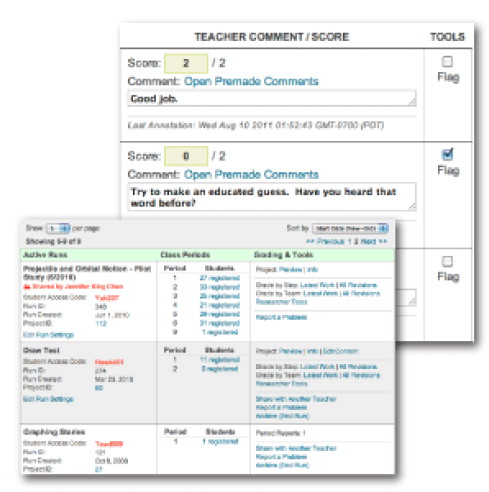 TEACHER COMMENT / SCORE TOOLS
Score: 2 / 2
Comment: Open Premade Comments
Flag
Good job.
Last Annotation: Wed Aug 10 2011 01:52:43 GMT-0700 (PDT)
Score: 0 / 2
Comment: Open Premade Comments
Flag
Try to make an educated guess. Have you heard that
word before?
Flag
Show 5 per page
Sort by Start Date (New-Old)
Showing 5-9 of 9
<< Previous 1 2 Next >>
Active Runs Class Periods Grading & Tools
Projectile and Orbital Motion - Pilot
Study (6/2010)
Shared by Jennifer King Chen
Student Access Code:
Run ID: 348
Run Created: Jun 1, 2010
Project ID: 112
Edit Run Settings
Period Students
1 27 registered
2 33 registered
3 25 registered
4 21 registered
5 29 registered
6 31 registered
9 1 registered
Project: Preview | Info
Grade by Step: Latest Work | All Revisions
Grade by Team: Latest Work | All Revisions
Researcher Tools
Report a Problem
Draw Test
Student Access Code:
Run ID: 274
Run Created: Mar 23, 2010
Project ID:
Edit Run Settings
Period Students
1 11 registered
2 0 registered
Project: Preview | Info | Edit Content
Grade by Step: Latest Work | All Revisions
Grade by Team: Latest Work | All Revisions
Researcher Tools
Share with Another Teacher
Report a Problem
Archive (End Run)
Graphing Stories
Student Access Code:
Run ID: 121
Run Created: Oct 9, 2009
Project ID: 27
Period Students
1 1 registered
Period Reports: 1
Share with Another Teacher
Report a Problem
Archive (End Run)